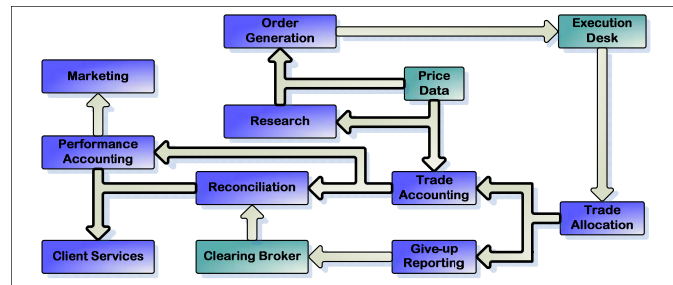 Order
Generation
Execution
Desk
Marketing
Price
Data
Research
Performance
Accounting
Reconciliation
Trade
Accounting
Trade
Allocation
Client Services
Clearing Broker
Give-up
Reporting